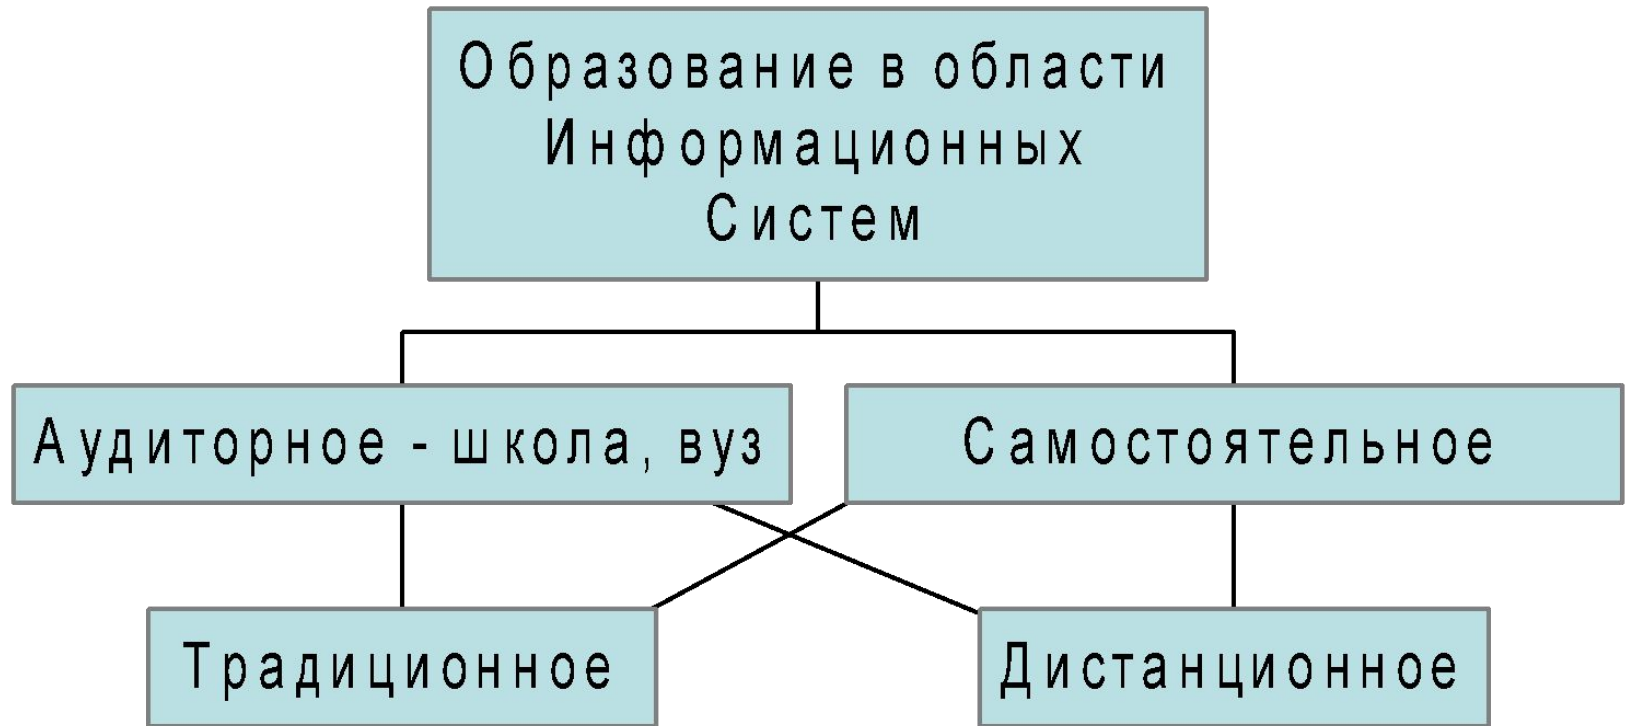 Образование в области
Информационных
Систем
Аудиторное - школа, вуз
Самостоятельное
Традиционное
Дистанционное